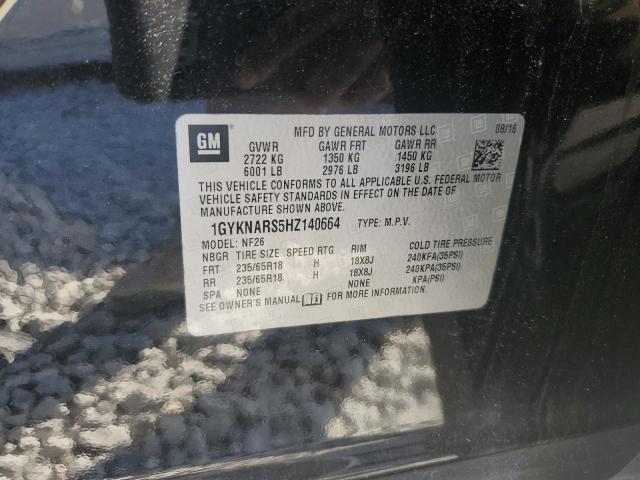 MFD BY GENERAL MOTORS LLC 08/16
GM GVWR GAWR FRT GAWR RR
2722 KG 1350 KG 1450 KG
6001 LB 2976 LB 3196 LB
THIS VEHICLE CONFORMS TO ALL APPLICABLE U.S. FEDERAL MOTOR
VEHICLE SAFETY STANDARDS IN EFFECT ON THE DATE OF
MANUFACTURE SHOWN ABOVE.
1GYKNARS5HZ140664 TYPE: M.P.V.
MODEL: NF26
NBGR TIRE SIZE SPEED RTG RIM COLD TIRE PRESSURE
FRT 235/65R18 H 18X8J 240KPA(35PSI)
RR 235/65R18 H 18X8J 240KPA(35PSI)
SPA NONE NONE KPA(PSI)
SEE OWNER'S MANUAL FOR MORE INFORMATION.